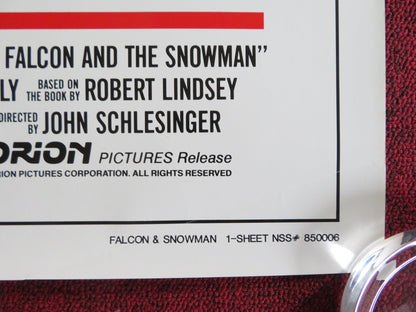 FALCON AND THE SNOWMAN”
LY BASED ON THE BOOK BY ROBERT LINDSEY
DIRECTED BY JOHN SCHLESINGER
ORION PICTURES Release
RION PICTURES CORPORATION. ALL RIGHTS RESERVED
FALCON & SNOWMAN 1-SHEET NSS# 850006